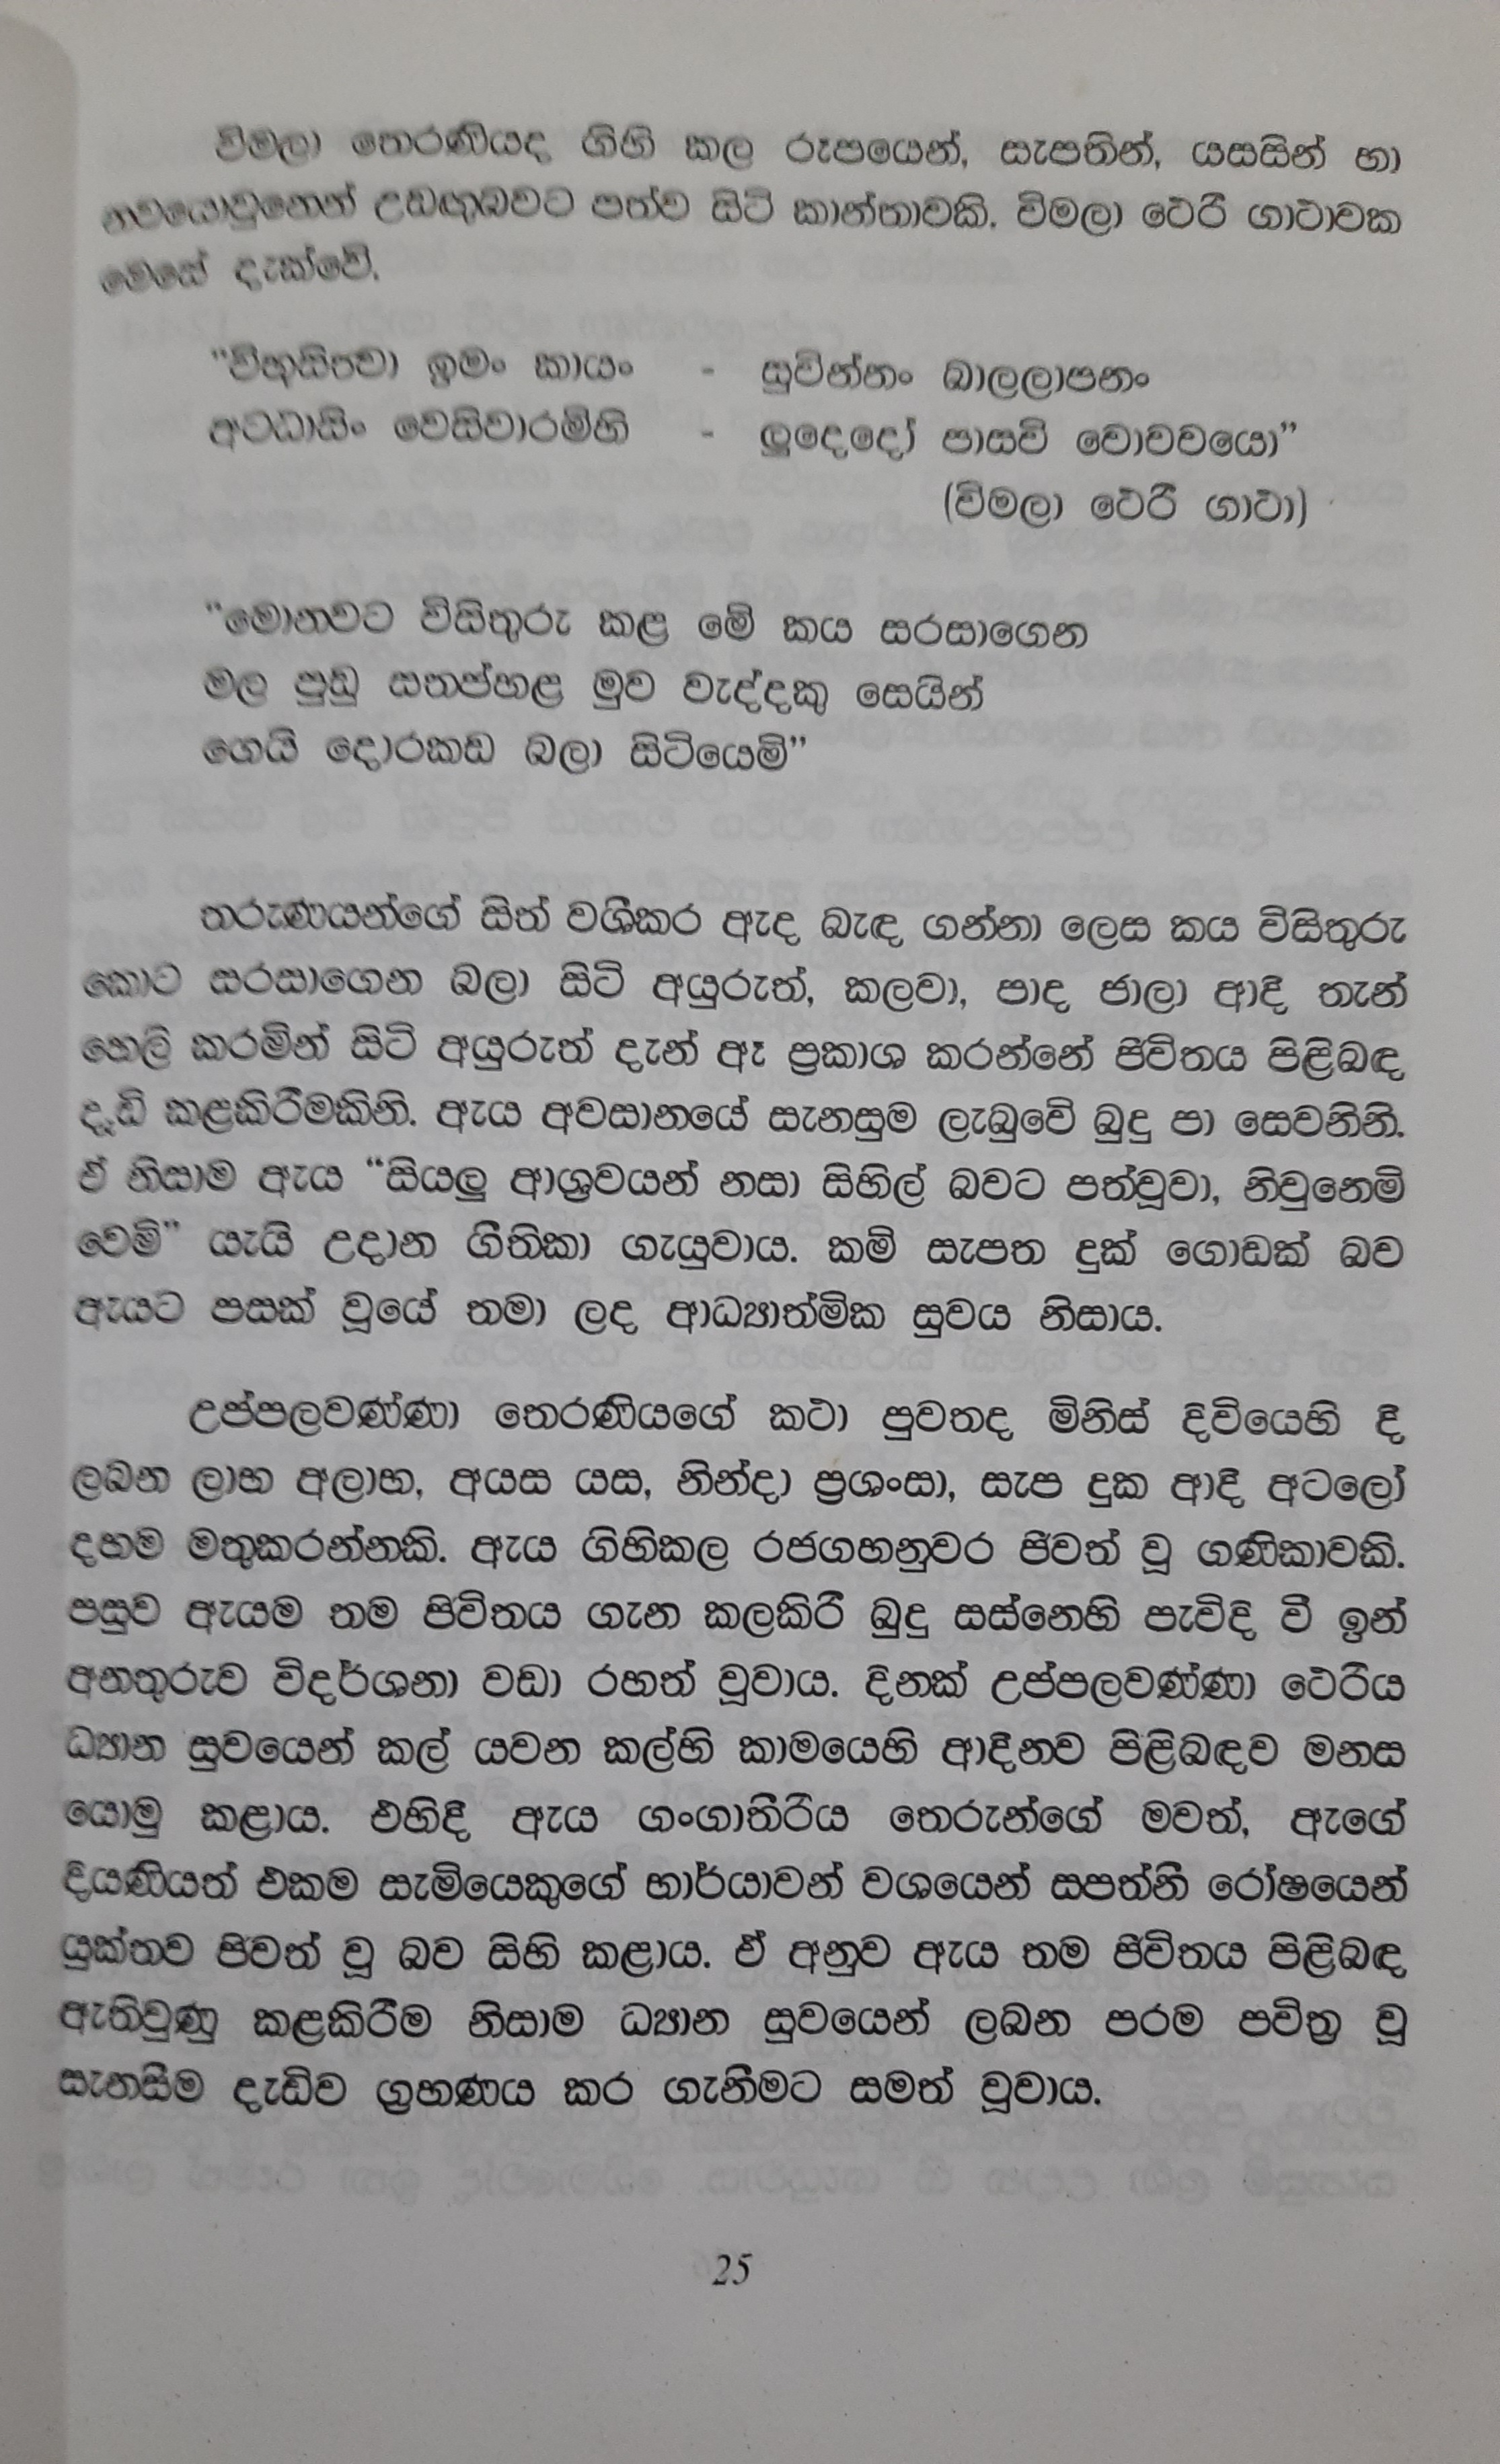 විමලා තෙරණියද ගිහි කල රූපයෙන්, සැපතින්, යසසින් හා
නවයොවුනෙන් උඩඟුබවට පත්ව සිටි කාන්තාවකි. විමලා ථෙරී ගාථාවක
මෙසේ දැක්වේ.
"විභුසිත්‍වා ඉමං කායං - සුචිත්තං බාලලාපනං
අට්ඨාසිං වෙසිවාරම්හි - ලුද්දෙදෝ පාසව් වොවචයො"
(විමලා ථෙරී ගාථා)
"මොනවට විසිතුරු කළ මේ කය සරසාගෙන
මල පුඩු සතප්හළ මුව වැද්දකු සෙයින්
ගෙයි දොරකඩ බලා සිටියෙමි"
තරුණයන්ගේ සිත් වශීකර ඇද බැඳ ගන්නා ලෙස කය විසිතුරු
කොට සරසාගෙන බලා සිටි අයුරුත්, කලවා, පාද ජාලා ආදී තැන්
හෙලි කරමින් සිටි අයුරුත් දැන් ඈ ප්‍රකාශ කරන්නේ ජීවිතය පිළිබඳ
දැඩි කළකිරීමකිනි. ඇය අවසානයේ සැනසුම ලැබුවේ බුදු පා සෙවනිනි.
ඒ නිසාම ඇය "සියලු ආශ්‍රවයන් නසා සිහිල් බවට පත්වූවා, නිවුනෙමි
වෙමි" යැයි උදාන ගීතිකා ගැයුවාය. කම් සැපත දුක් ගොඩක් බව
ඇයට පසක් වූයේ තමා ලද ආධ්‍යාත්මික සුවය නිසාය.
උප්පලවණ්ණා තෙරණියගේ කථා පුවතද මිනිස් දිවියෙහි දී
ලබන ලාභ අලාභ, අයස යස, නින්දා ප්‍රශංසා, සැප දුක ආදී අටලෝ
දහම මතුකරන්නකි. ඇය ගිහිකල රජගහනුවර ජීවත් වූ ගණිකාවකි.
පසුව ඇයම තම ජීවිතය ගැන කලකිරී බුදු සස්නෙහි පැවිදි වී ඉන්
අනතුරුව විදර්ශනා වඩා රහත් වූවාය. දිනක් උප්පලවණ්ණා ථෙරිය
ධ්‍යාන සුවයෙන් කල් යවන කල්හි කාමයෙහි ආදීනව පිළිබඳව මනස
යොමු කළාය. එහිදී ඇය ගංගාතීරිය තෙරුන්ගේ මවත්, ඇගේ
දියණියත් එකම සැමියෙකුගේ භාර්යාවන් වශයෙන් සපත්නී රෝෂයෙන්
යුක්තව ජීවත් වූ බව සිහි කළාය. ඒ අනුව ඇය තම ජීවිතය පිළිබඳ
ඇතිවුණු කළකිරීම නිසාම ධ්‍යාන සුවයෙන් ලබන පරම පවිත්‍ර වූ
සැනසීම දැඩිව ග්‍රහණය කර ගැනීමට සමත් වූවාය.
25